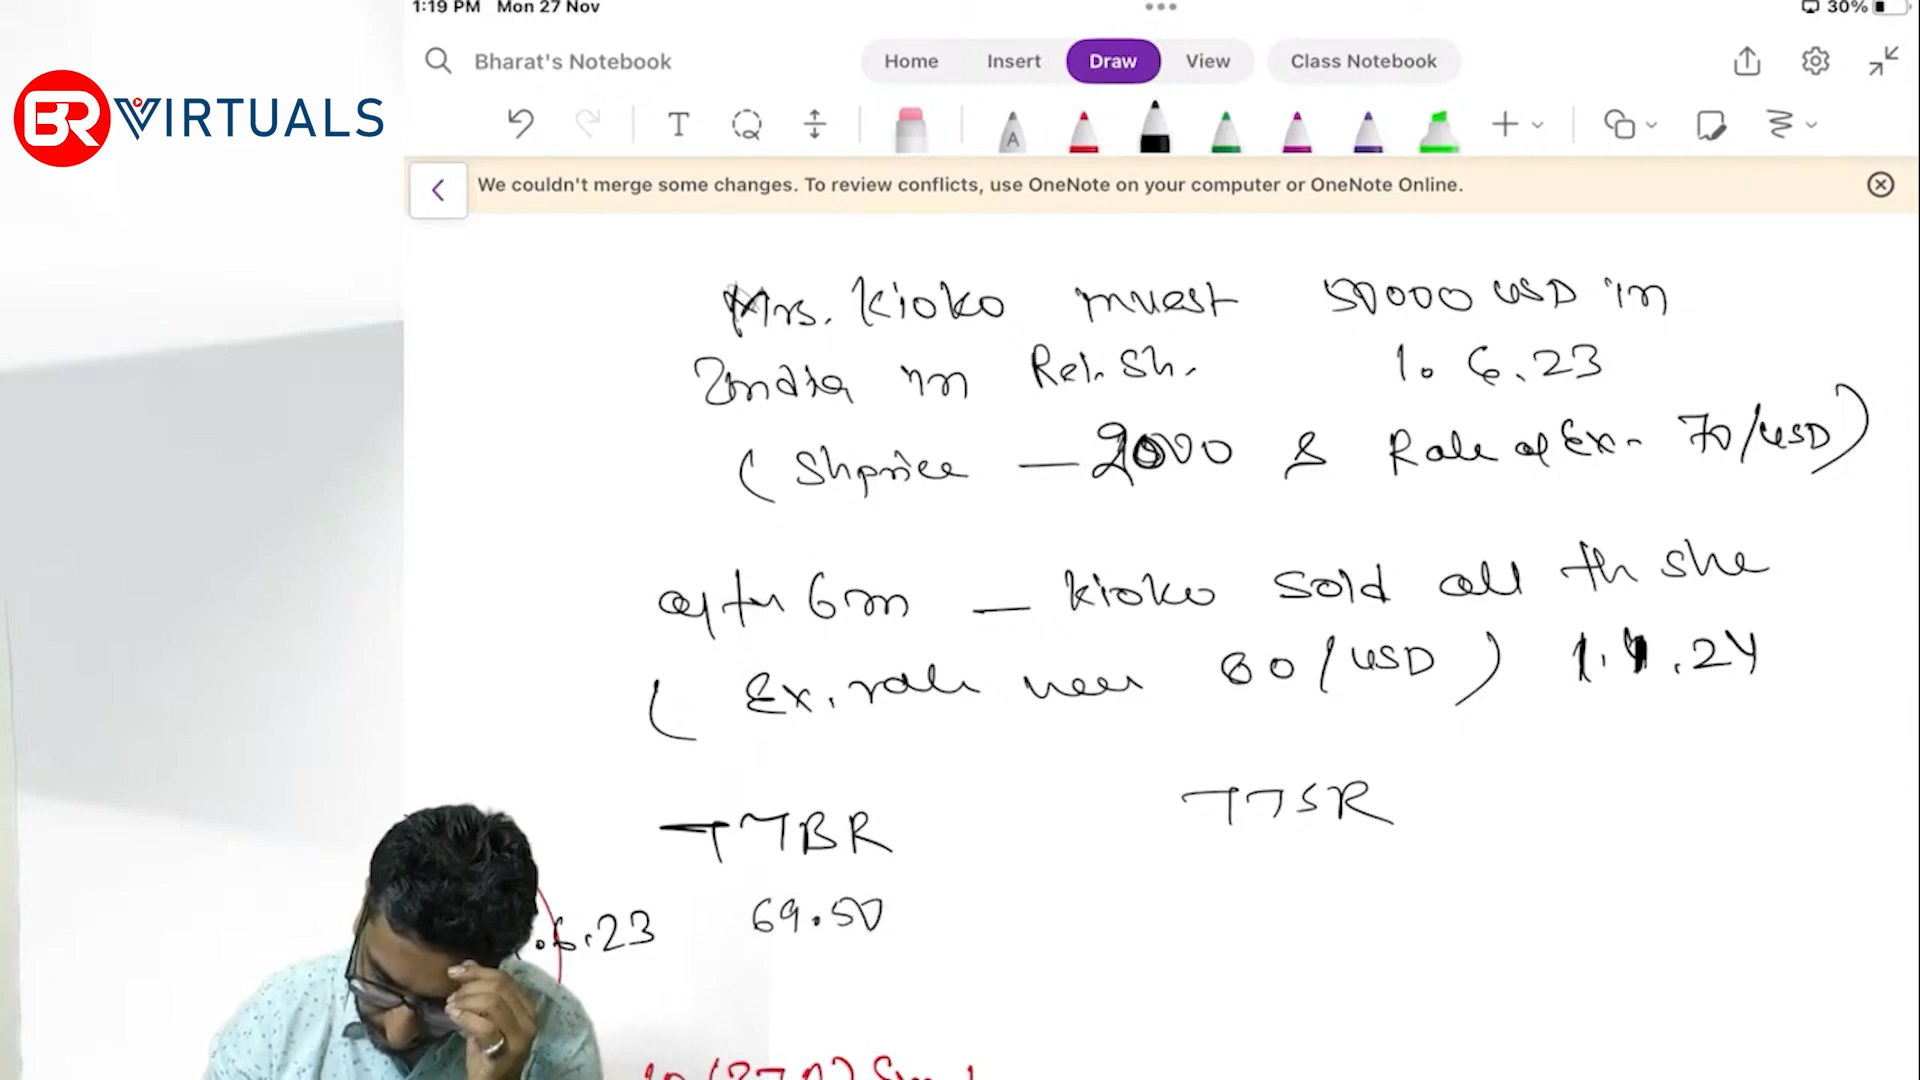 1:19 PM Mon 27 Nov
30%
Bharat's Notebook
Home Insert Draw View Class Notebook
BR VIRTUALS
T
A
We couldn't merge some changes. To review conflicts, use OneNote on your computer or OneNote Online.
Mrs. Kioko invest 50000 USD in
India in Rel. Sh. 1.6.23
(Sh price — 2000 & Rate of Ex - 70/USD)
after 6m — Kioko sold all th she
(Ex. rate 80/USD) 1.1.24
TTBR TTSR
.6.23 69.50